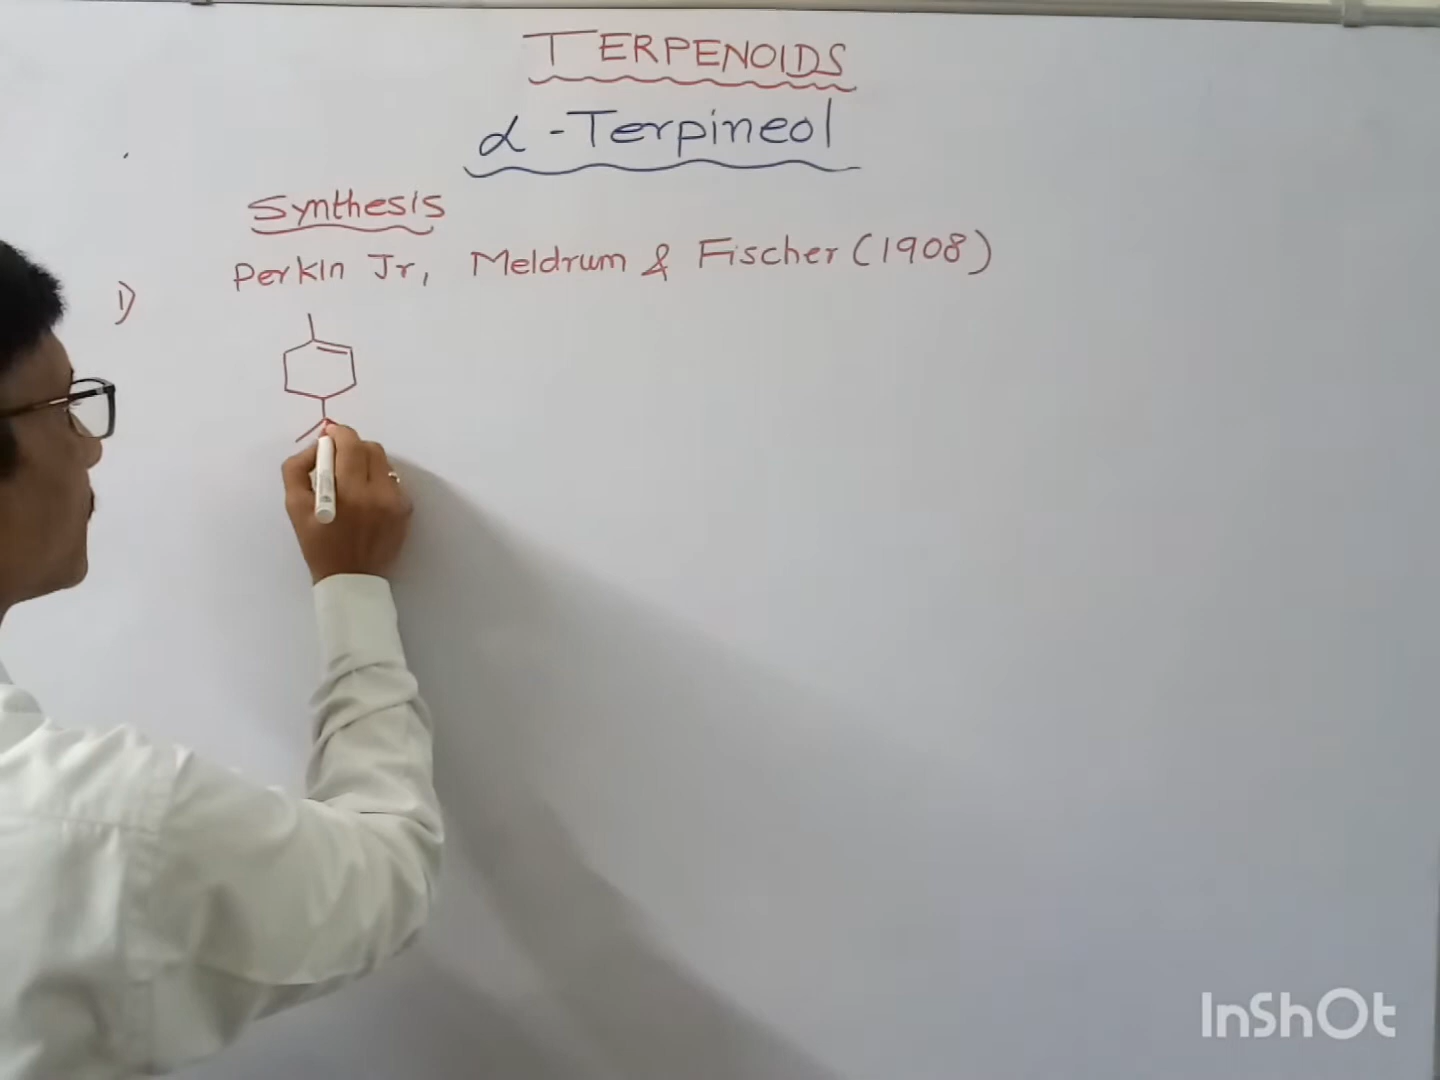 TERPENOIDS
α-Terpineol
Synthesis
1) Perkin Jr, Meldrum & Fischer (1908)
InShOt